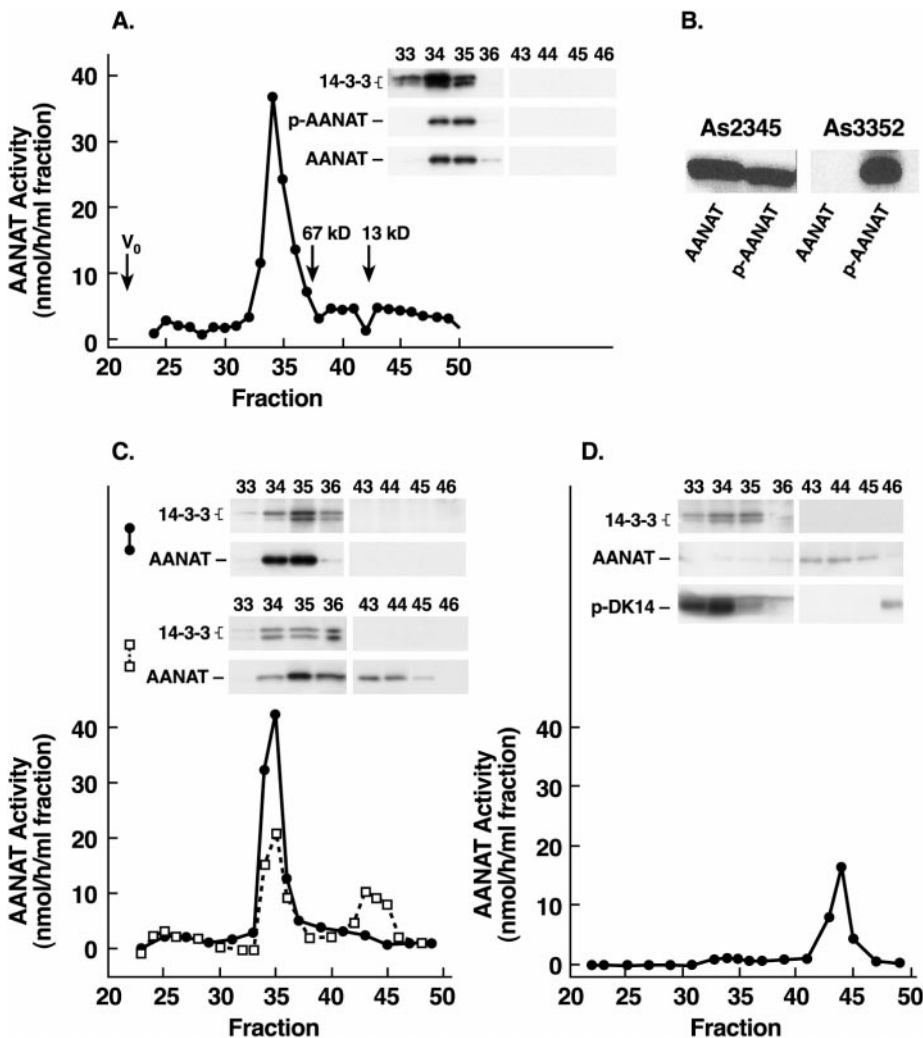 A.
33 34 35 36 43 44 45 46
14-3-3
p-AANAT
AANAT
AANAT Activity
(nmol/h/ml fraction)
40
30
20
10
0
V0
67 kD
13 kD
20 25 30 35 40 45 50
Fraction
B.
As2345 As3352
AANAT
p-AANAT
AANAT
p-AANAT
C.
33 34 35 36 43 44 45 46
14-3-3
AANAT
33 34 35 36 43 44 45 46
14-3-3
AANAT
AANAT Activity
(nmol/h/ml fraction)
40
30
20
10
0
20 25 30 35 40 45 50
Fraction
D.
33 34 35 36 43 44 45 46
14-3-3
AANAT
p-DK14
AANAT Activity
(nmol/h/ml fraction)
40
30
20
10
0
20 25 30 35 40 45 50
Fraction